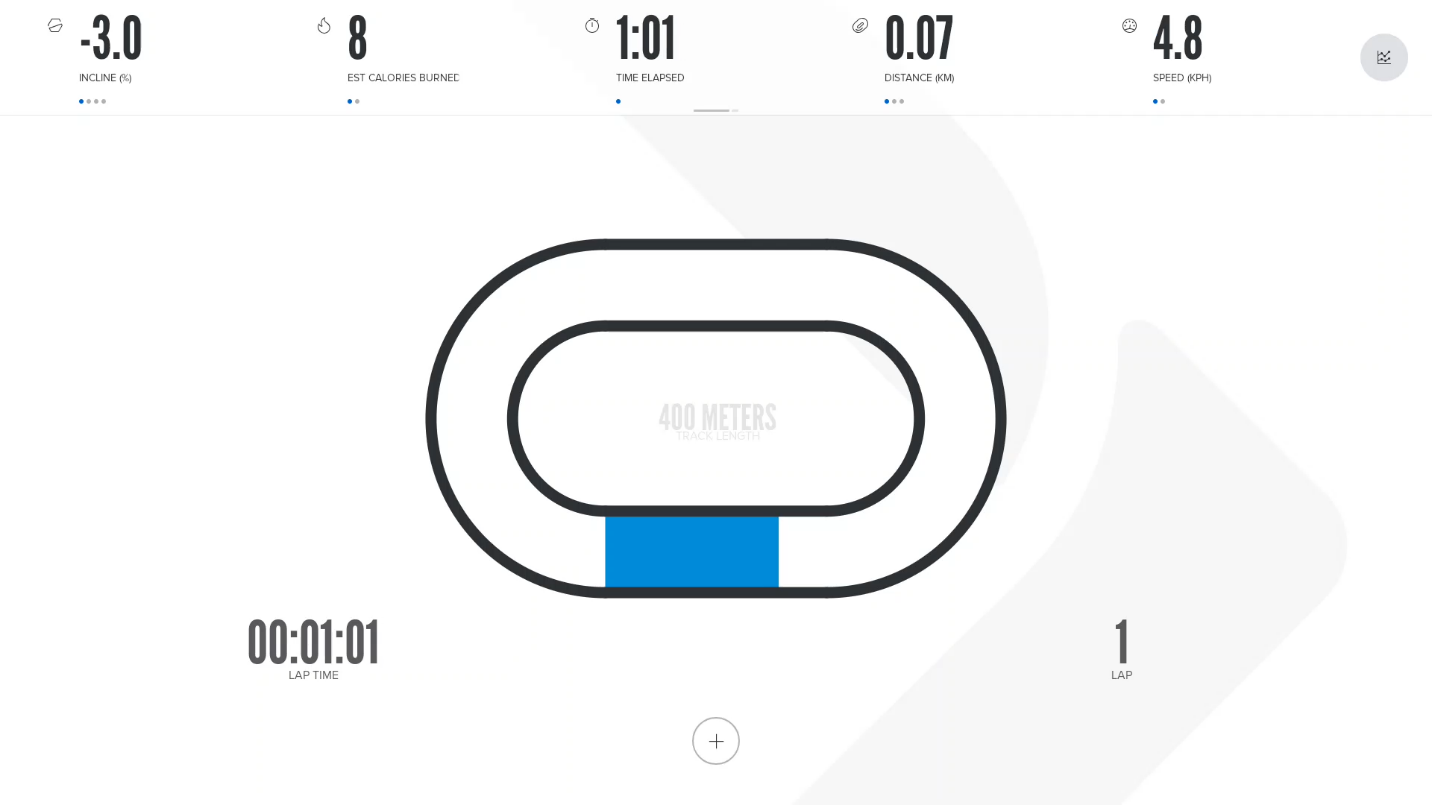 -3.0
INCLINE (%)
8
EST CALORIES BURNED
1:01
TIME ELAPSED
0.07
DISTANCE (KM)
4.8
SPEED (KPH)
400 METERS
TRACK LENGTH
00:01:01
LAP TIME
1
LAP